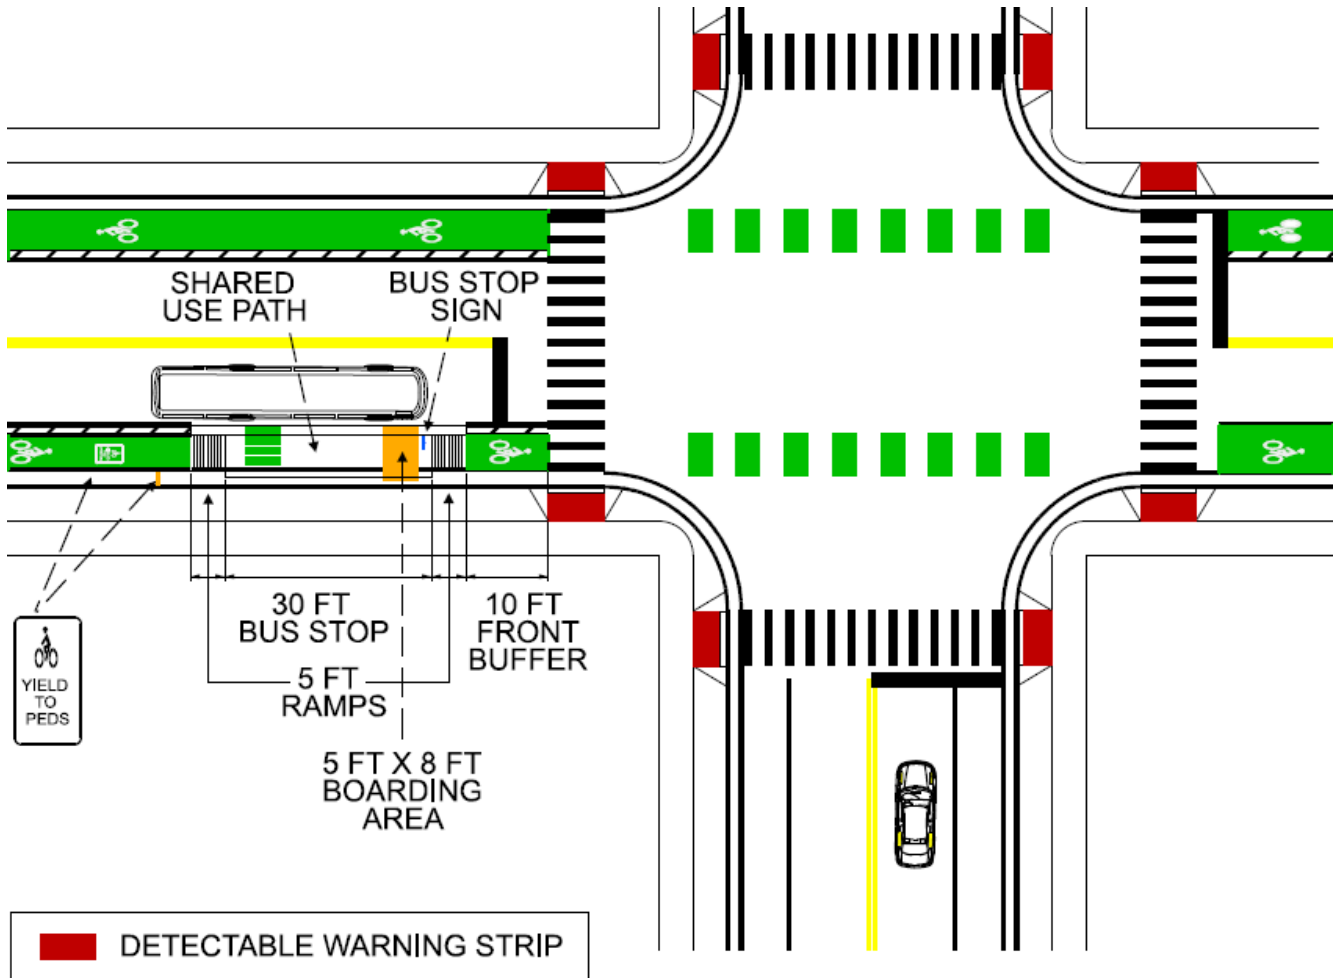 SHARED
USE PATH
BUS STOP
SIGN
30 FT
BUS STOP
10 FT
FRONT
BUFFER
5 FT
RAMPS
YIELD
TO
PEDS
5 FT X 8 FT
BOARDING
AREA
DETECTABLE WARNING STRIP